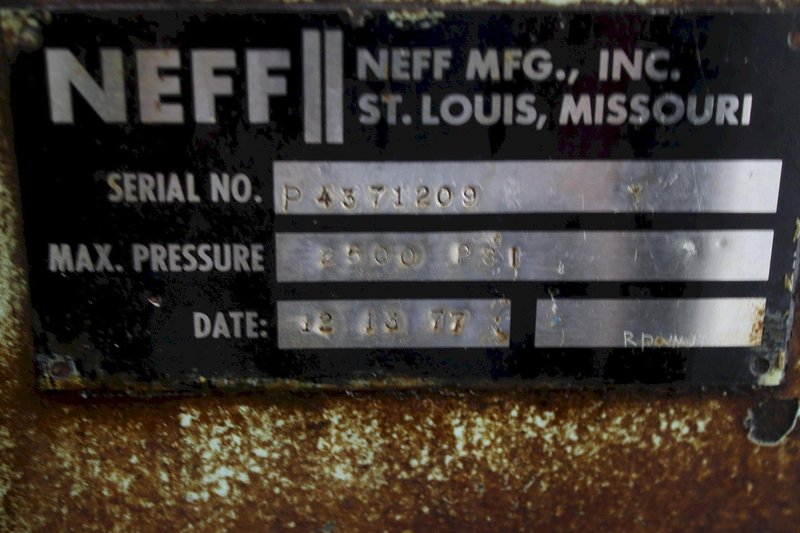 NEFF NEFF MFG., INC.
ST. LOUIS, MISSOURI
SERIAL NO. P4371209
MAX. PRESSURE 2500 PSI
DATE: 12 13 77